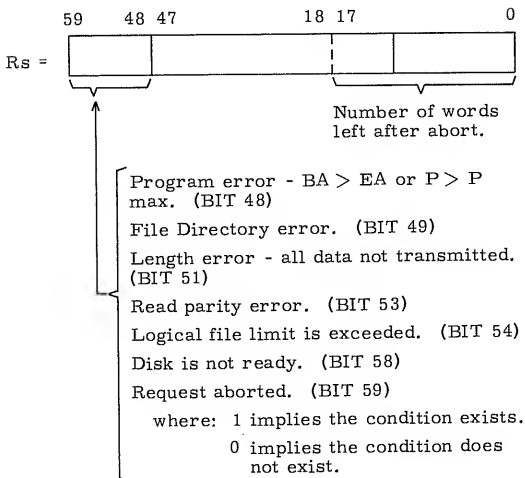 59 48 47 18 17 0
Rs =
Number of words
left after abort.
Program error - BA > EA or P > P
max. (BIT 48)
File Directory error. (BIT 49)
Length error - all data not transmitted.
(BIT 51)
Read parity error. (BIT 53)
Logical file limit is exceeded. (BIT 54)
Disk is not ready. (BIT 58)
Request aborted. (BIT 59)
where: 1 implies the condition exists.
0 implies the condition does
not exist.